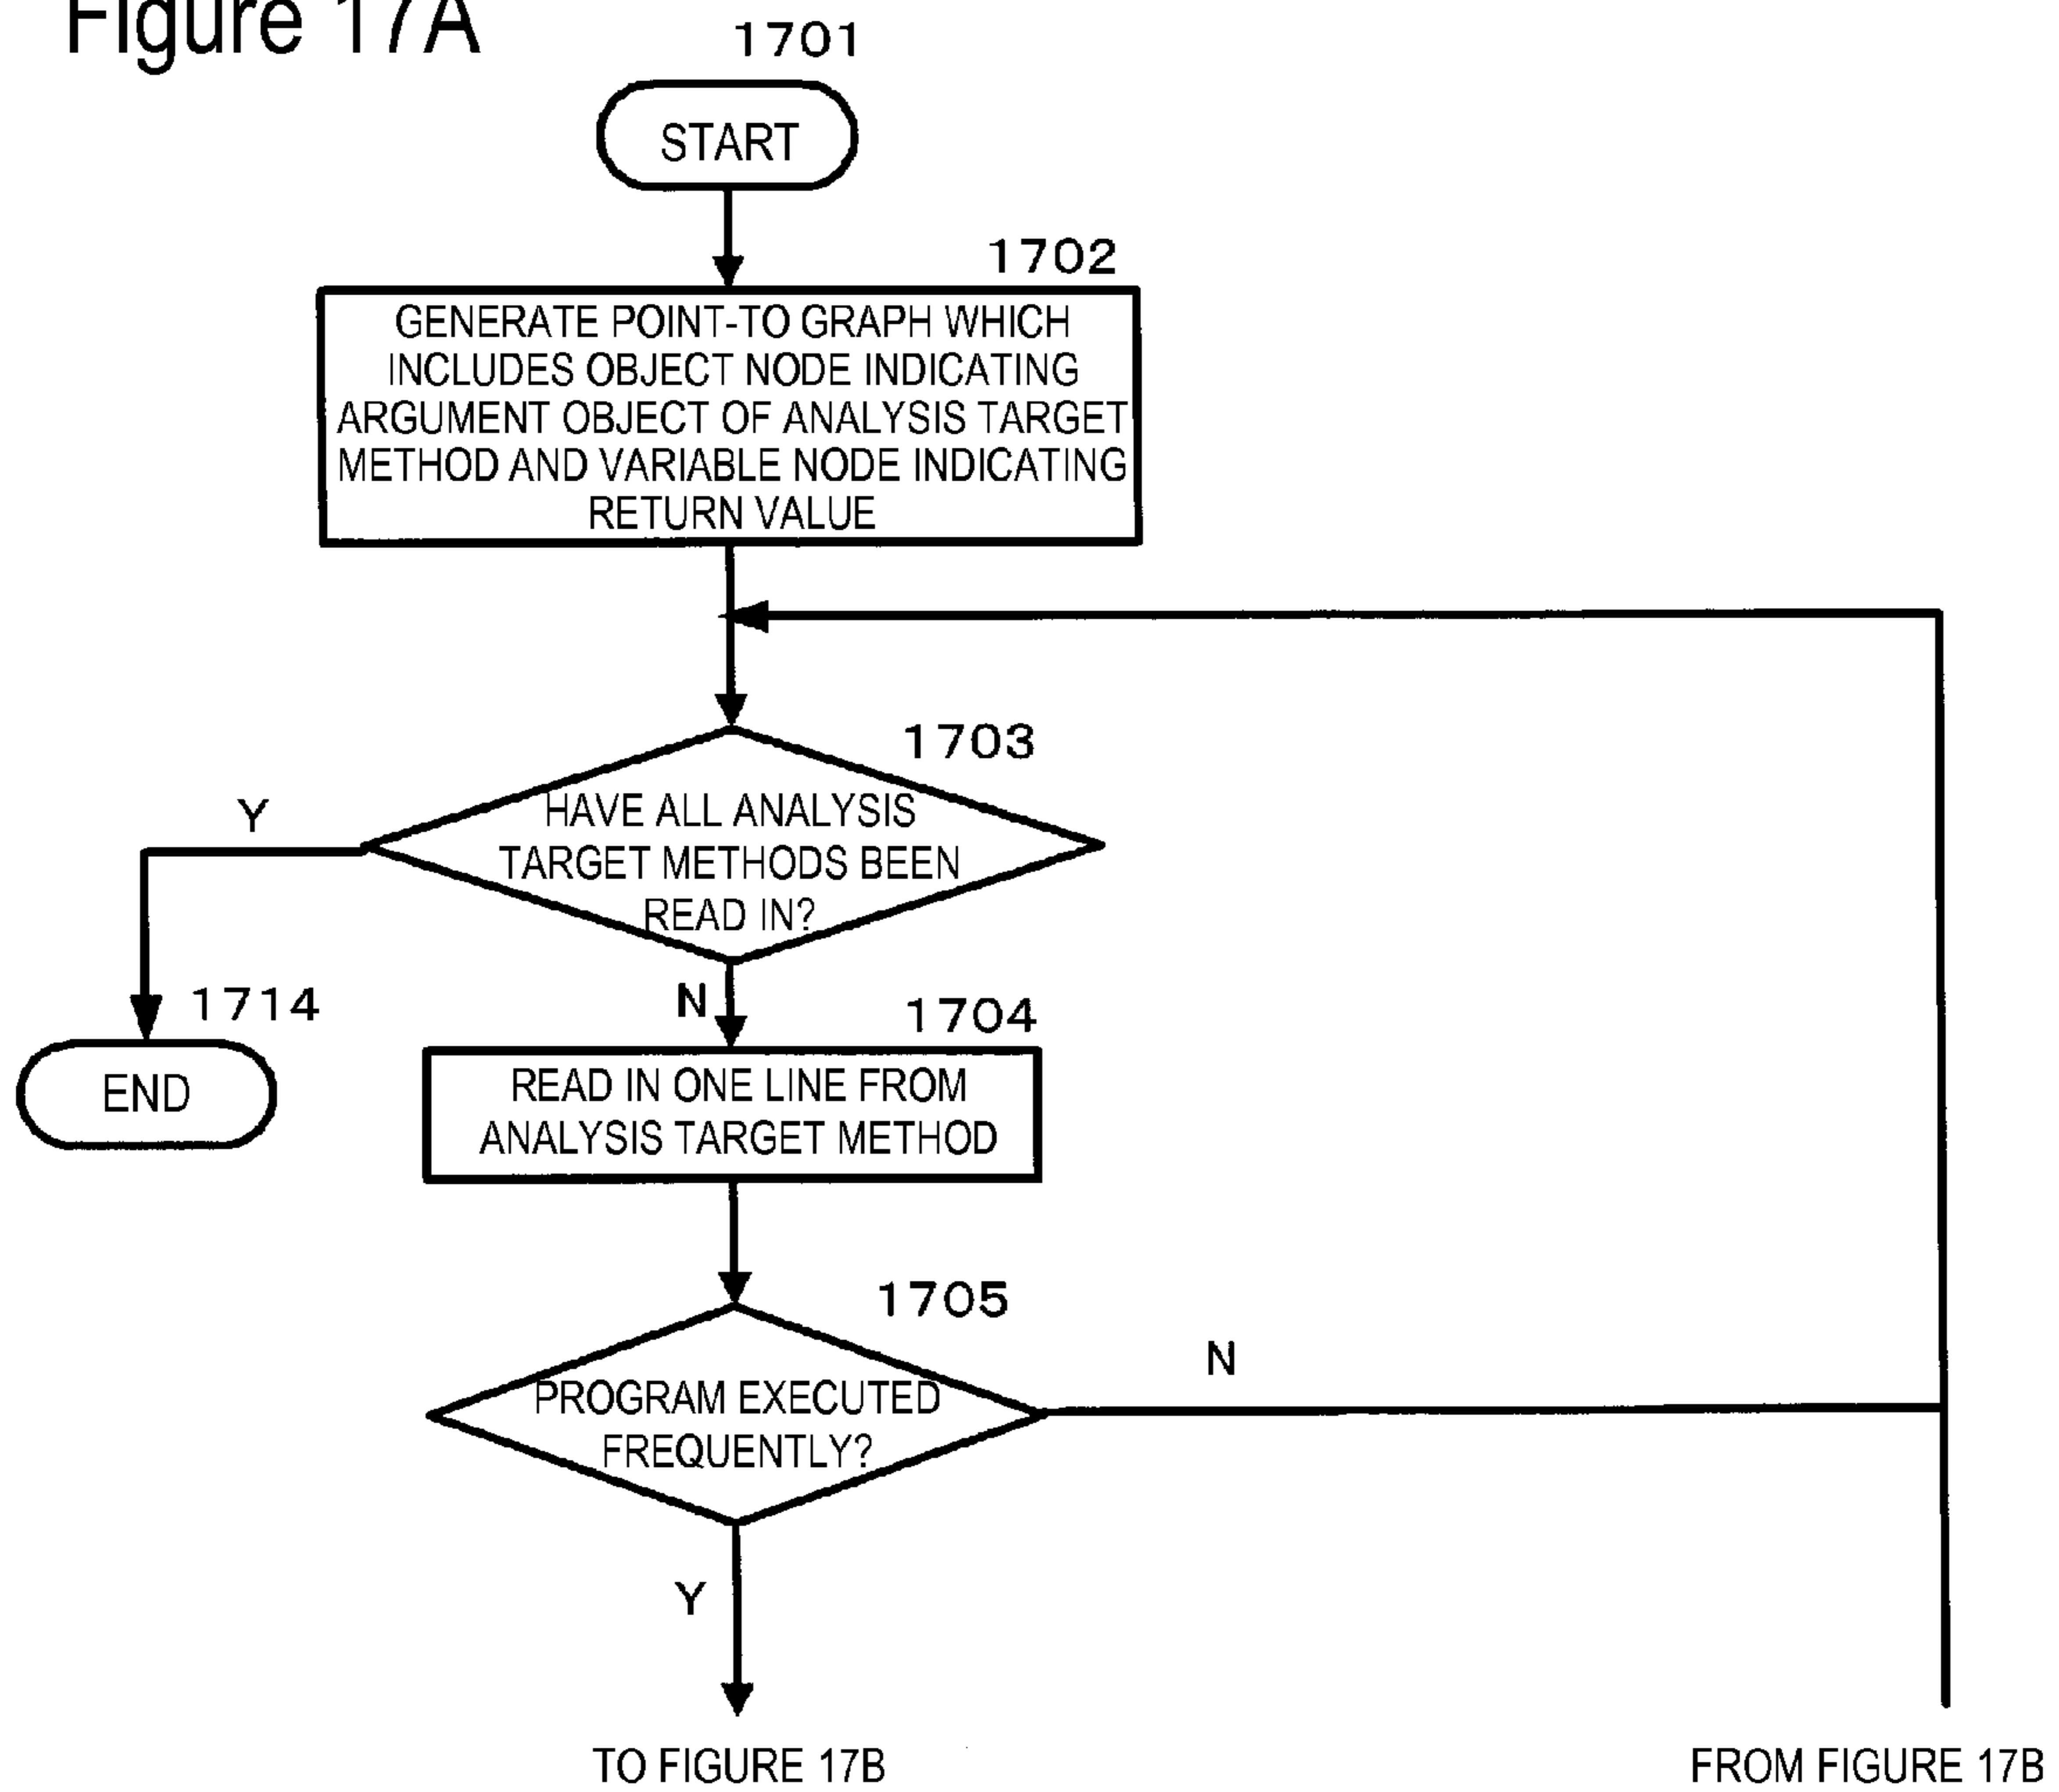 Figure 17A
1701
START
1702
GENERATE POINT-TO GRAPH WHICH
INCLUDES OBJECT NODE INDICATING
ARGUMENT OBJECT OF ANALYSIS TARGET
METHOD AND VARIABLE NODE INDICATING
RETURN VALUE
1703
HAVE ALL ANALYSIS
TARGET METHODS BEEN
READ IN?
Y
N
1714
END
1704
READ IN ONE LINE FROM
ANALYSIS TARGET METHOD
1705
PROGRAM EXECUTED
FREQUENTLY?
N
Y
TO FIGURE 17B
FROM FIGURE 17B